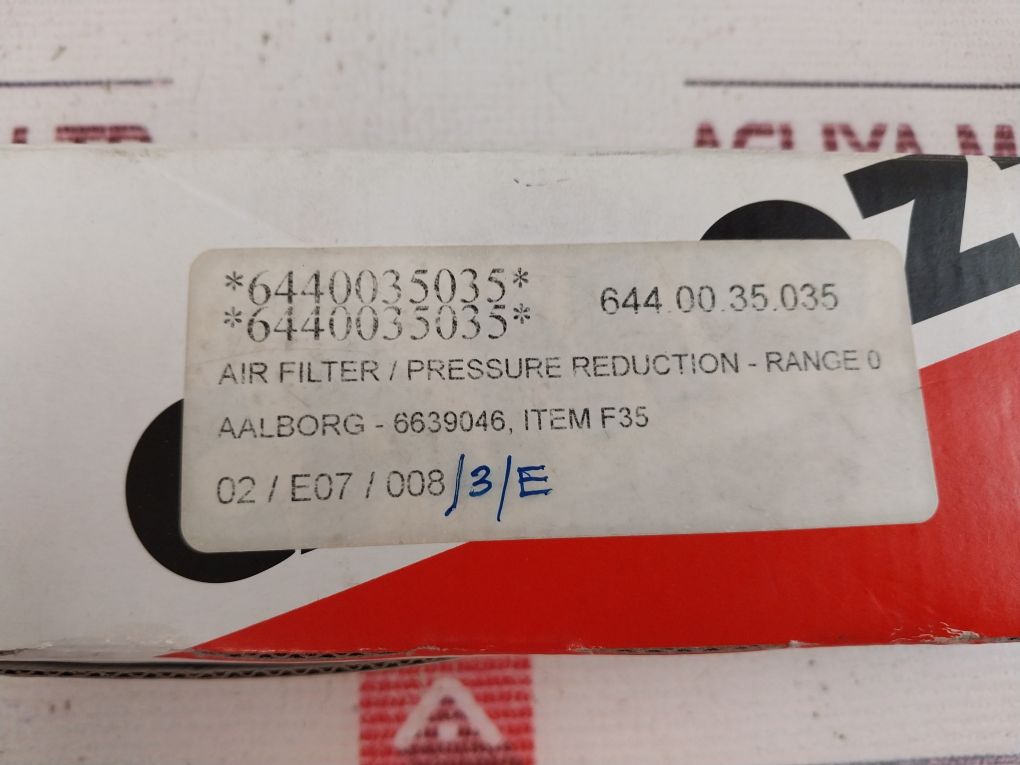 *6440035035* 644.00.35.035
*6440035035*
AIR FILTER / PRESSURE REDUCTION - RANGE 0
AALBORG - 6639046, ITEM F35
02 / E07 / 008/3/E